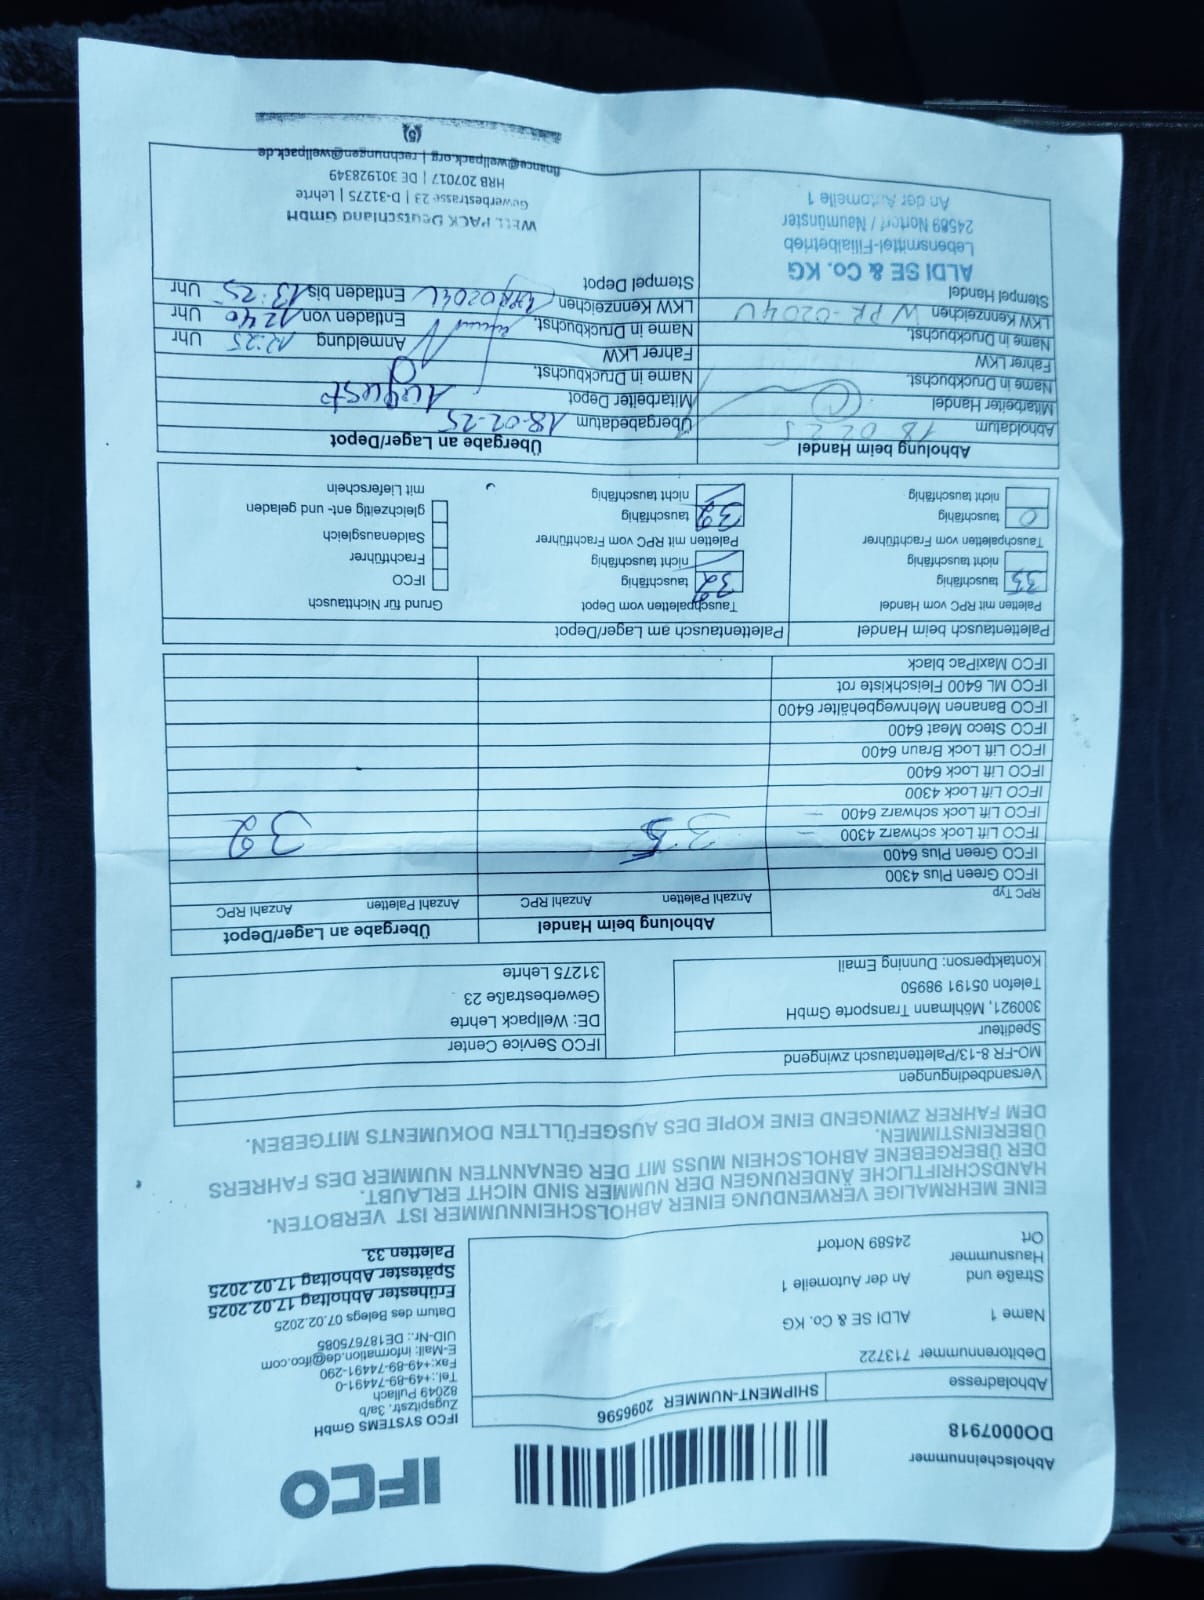 Abholscheinnummer
DO0007918
IFCO
IFCO SYSTEMS GmbH
Zugspitzstr. 3a/b
82049 Pullach
Tel.:+49-89-74491-0
Fax:+49-89-74491-290
E-Mail: information.de@ifco.com
UID-Nr.: DE187675085
Datum des Belegs 07.02.2025
Frühester Abholtag 17.02.2025
Spätester Abholtag 17.02.2025
Paletten 33
Abholadresse SHIPMENT-NUMMER 2096596
Debitorennummer 713722
Name 1 ALDI SE & Co. KG
Straße und An der Automeile 1
Hausnummer
Ort 24589 Nortorf
EINE MEHRMALIGE VERWENDUNG EINER ABHOLSCHEINNUMMER IST VERBOTEN.
HANDSCHRIFTLICHE ÄNDERUNGEN DER NUMMER SIND NICHT ERLAUBT.
DER ÜBERGEBENE ABHOLSCHEIN MUSS MIT DER GENANNTEN NUMMER DES FAHRERS
ÜBEREINSTIMMEN.
DEM FAHRER ZWINGEND EINE KOPIE DES AUSGEFÜLLTEN DOKUMENTS MITGEBEN.
Versandbedingungen
MO-FR 8-13/Palettentausch zwingend
Spediteur
300921, Möhlmann Transporte GmbH
Telefon 05191 98950
Kontaktperson: Dunning Email
IFCO Service Center
DE: Wellpack Lehrte
Gewerbestraße 23
31275 Lehrte
Abholung beim Handel Übergabe an Lager/Depot
RPC Typ Anzahl Paletten Anzahl RPC Anzahl Paletten Anzahl RPC
IFCO Green Plus 4300
IFCO Green Plus 6400
IFCO Lift Lock schwarz 4300 35 32
IFCO Lift Lock schwarz 6400
IFCO Lift Lock 4300
IFCO Lift Lock 6400
IFCO Lift Lock Braun 6400
IFCO Steco Meat 6400
IFCO Bananen Mehrwegbehälter 6400
IFCO ML 6400 Fleischkiste rot
IFCO MaxiPac black
Palettentausch beim Handel Palettentausch am Lager/Depot
Paletten mit RPC vom Handel
35 tauschfähig
nicht tauschfähig
Tauschpaletten vom Frachtführer
0 tauschfähig
nicht tauschfähig
Tauschpaletten vom Depot
32 tauschfähig
nicht tauschfähig
Paletten mit RPC vom Frachtführer
32 tauschfähig
nicht tauschfähig
Grund für Nichttausch
IFCO
Frachtführer
Saldenausgleich
gleichzeitig ent- und geladen
mit Lieferschein
Abholung beim Handel Übergabe an Lager/Depot
Abholdatum 18 02 25
Mitarbeiter Handel
Name in Druckbuchst.
Fahrer LKW
Name in Druckbuchst.
LKW Kennzeichen WPR-0204U
Stempel Handel
ALDI SE & Co. KG
Lebensmittel-Filialbetrieb
24589 Nortorf / Neumünster
An der Automeile 1
Übergabedatum 18-02-25
Mitarbeiter Depot August
Name in Druckbuchst.
Fahrer LKW Anmeldung 12:25 Uhr
Name in Druckbuchst. Entladen von 1240 Uhr
LKW Kennzeichen WPR0204U Entladen bis 13:25 Uhr
Stempel Depot
WELL PACK Deutschland GmbH
Gewerbestrasse 23 | D-31275 | Lehrte
HRB 207017 | DE 301928349
finance@wellpack.org | rechnungen@wellpack.de
(5)